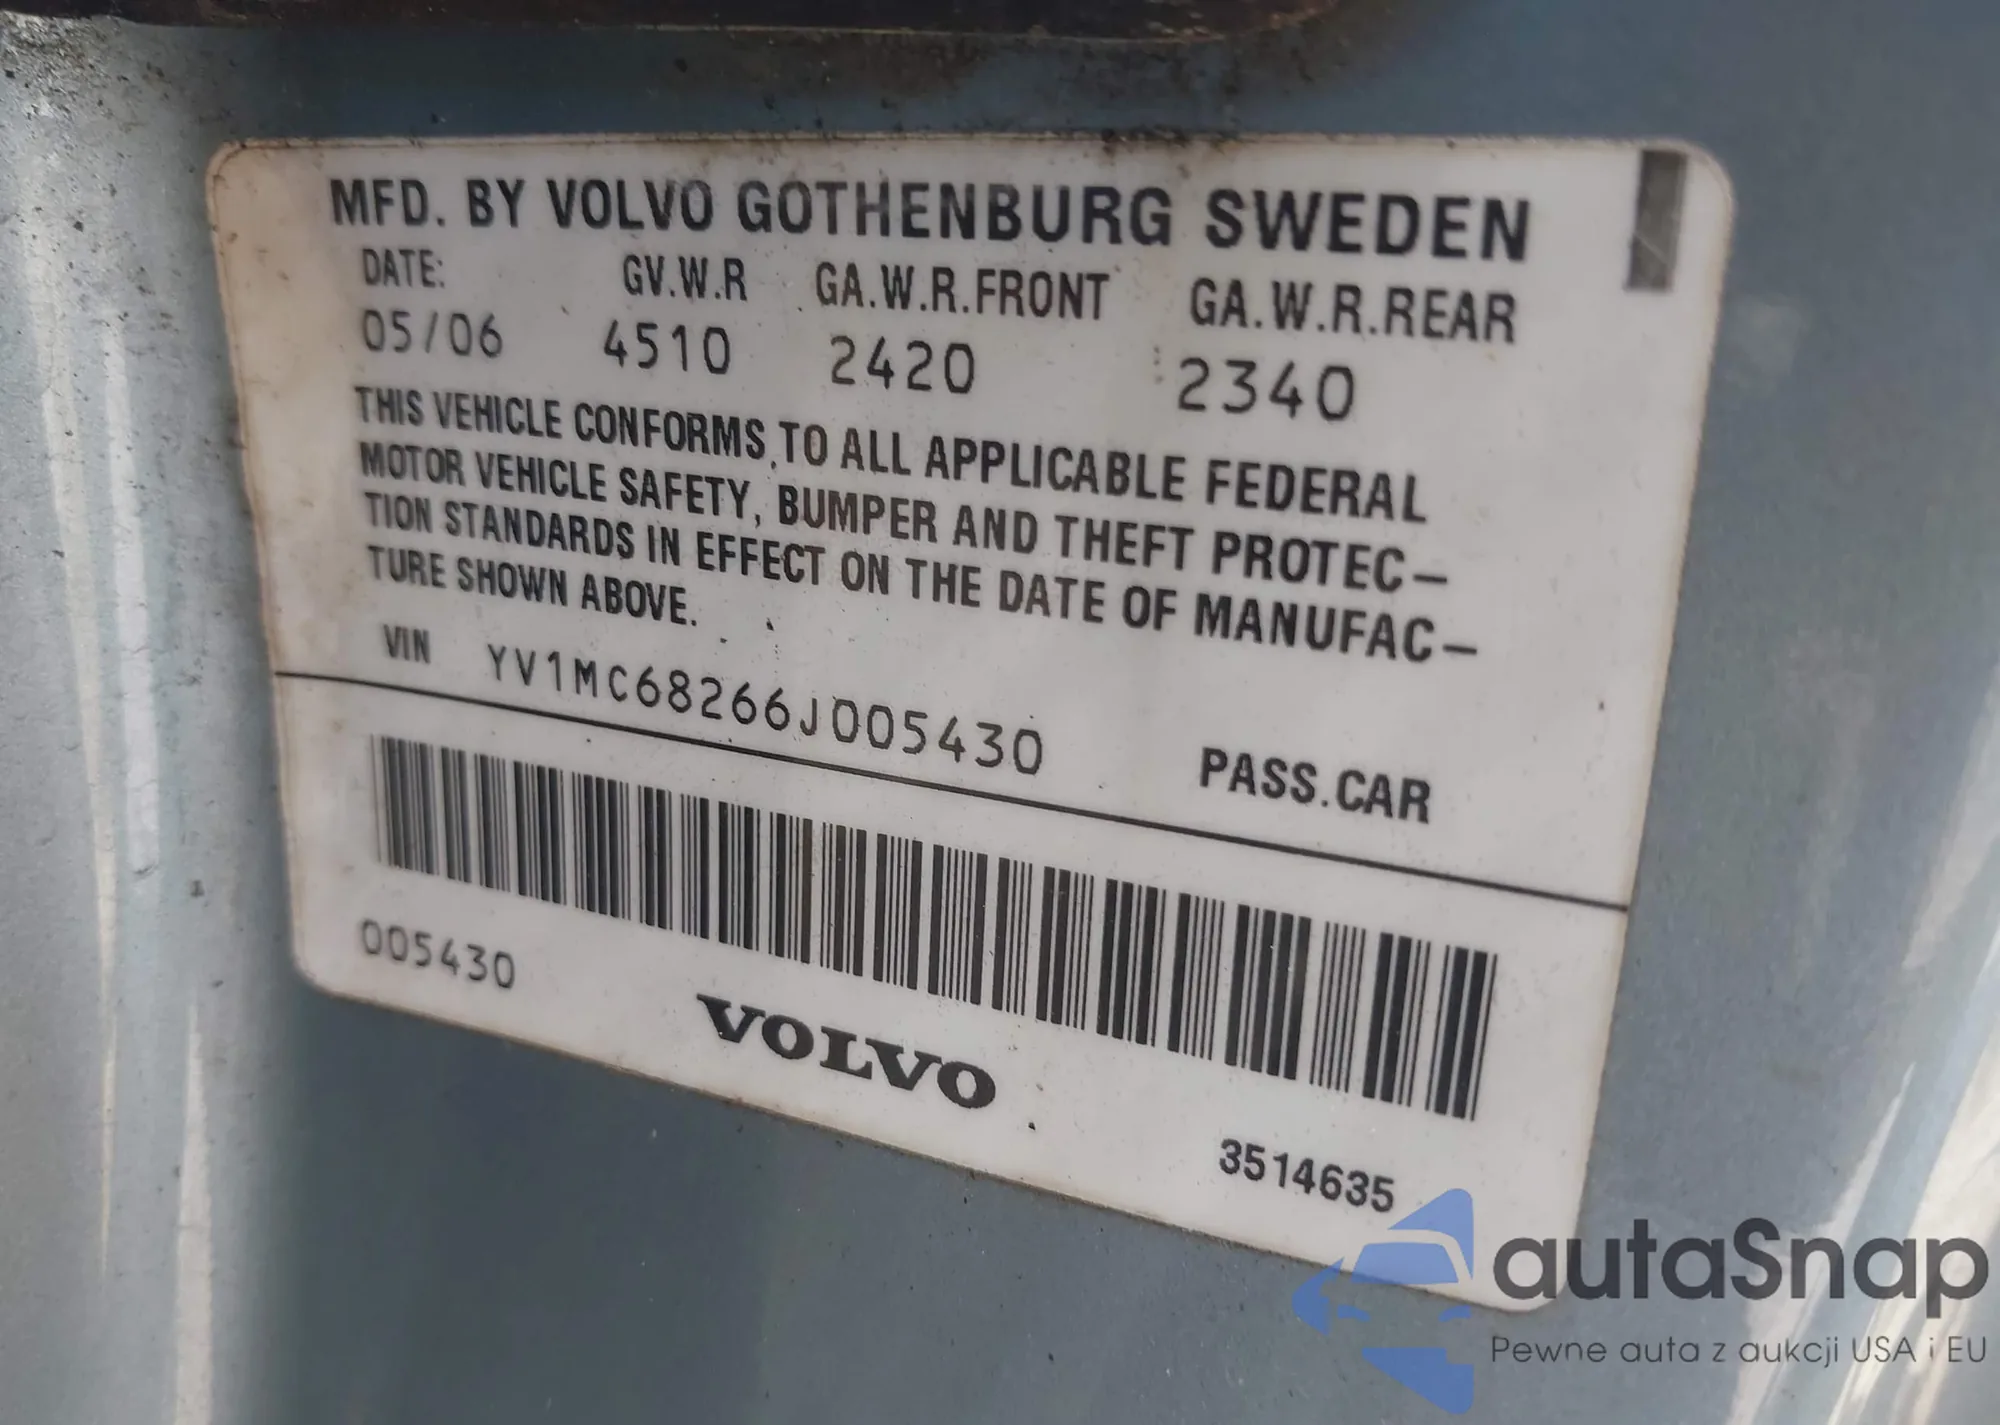 MFD. BY VOLVO GOTHENBURG SWEDEN
DATE: GV.W.R GA.W.R.FRONT GA.W.R.REAR
05/06 4510 2420 2340
THIS VEHICLE CONFORMS TO ALL APPLICABLE FEDERAL
MOTOR VEHICLE SAFETY, BUMPER AND THEFT PROTEC-
TION STANDARDS IN EFFECT ON THE DATE OF MANUFAC-
TURE SHOWN ABOVE.
VIN YV1MC68266J005430 PASS.CAR
005430
VOLVO
3514635
autaSnap
Pewne auta z aukcji USA i EU